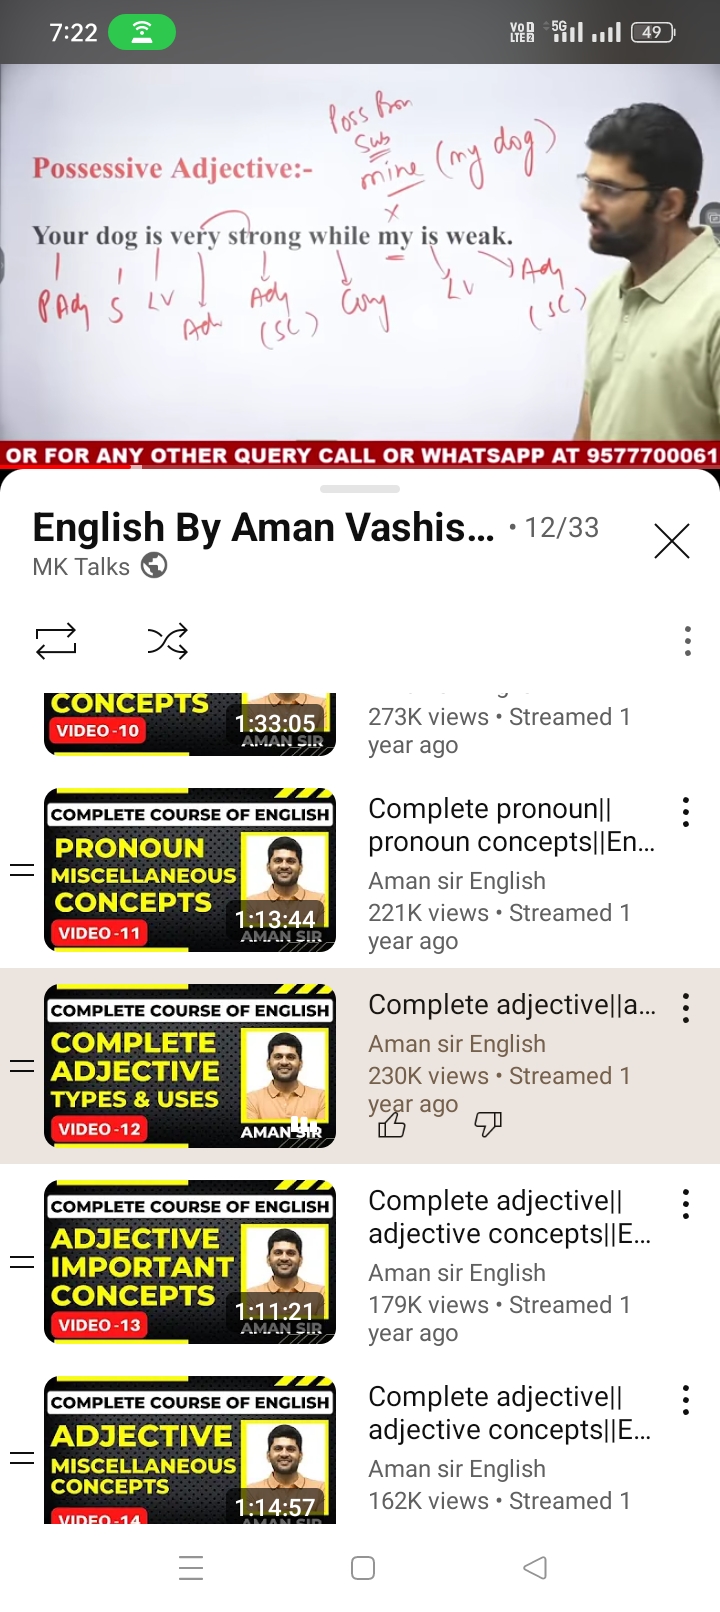 7:22
Vo D
LTE 2
5G
49
Poss Pron
Sub
mine (my dog)
Possessive Adjective:-
x
Your dog is very strong while my is weak.
P Adj S LV Adv Adj (SC) Conj LV Adj (SC)
OR FOR ANY OTHER QUERY CALL OR WHATSAPP AT 9577700061
English By Aman Vashis... • 12/33
MK Talks
CONCEPTS
VIDEO-10
1:33:05
AMAN SIR
273K views • Streamed 1
year ago
COMPLETE COURSE OF ENGLISH
PRONOUN
MISCELLANEOUS
CONCEPTS
VIDEO-11
1:13:44
AMAN SIR
Complete pronoun||
pronoun concepts||En...
Aman sir English
221K views • Streamed 1
year ago
COMPLETE COURSE OF ENGLISH
COMPLETE
ADJECTIVE
TYPES & USES
VIDEO-12
AMAN SIR
Complete adjective||a...
Aman sir English
230K views • Streamed 1
year ago
COMPLETE COURSE OF ENGLISH
ADJECTIVE
IMPORTANT
CONCEPTS
VIDEO-13
1:11:21
AMAN SIR
Complete adjective||
adjective concepts||E...
Aman sir English
179K views • Streamed 1
year ago
COMPLETE COURSE OF ENGLISH
ADJECTIVE
MISCELLANEOUS
CONCEPTS
VIDEO-14
1:14:57
AMAN SIR
Complete adjective||
adjective concepts||E...
Aman sir English
162K views • Streamed 1